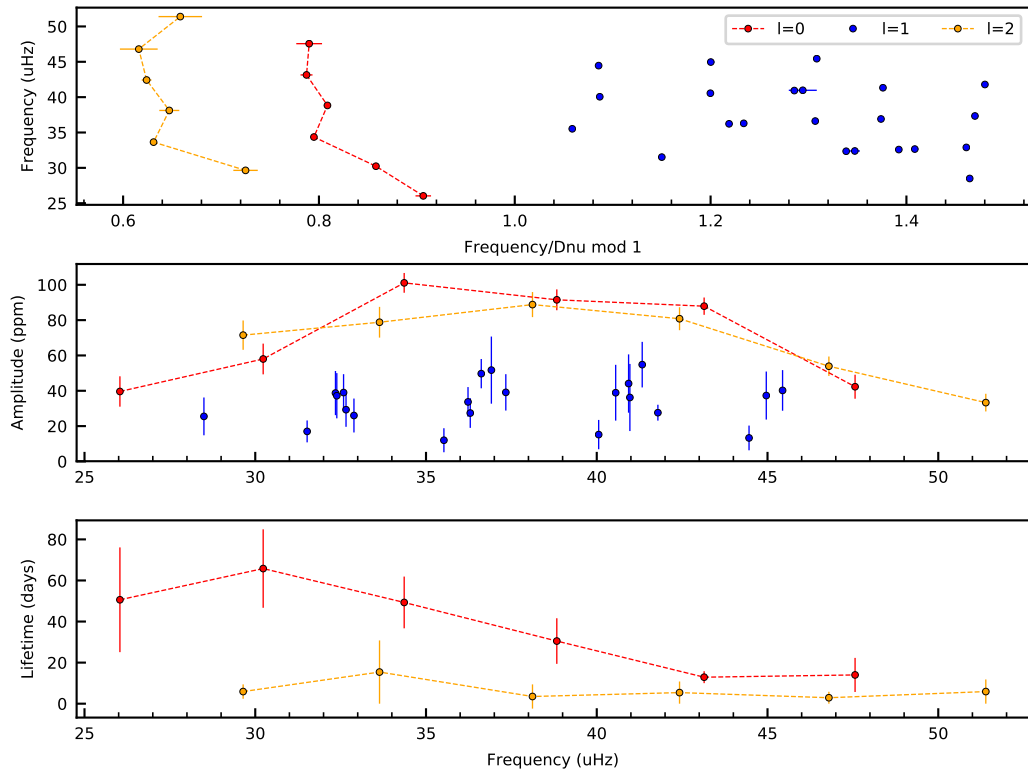 50
45
40
35
30
25
Frequency (uHz)
l=0 l=1 l=2
0.6 0.8 1.0 1.2 1.4
Frequency/Dnu mod 1
100
80
60
40
20
0
Amplitude (ppm)
25 30 35 40 45 50
80
60
40
20
0
Lifetime (days)
25 30 35 40 45 50
Frequency (uHz)